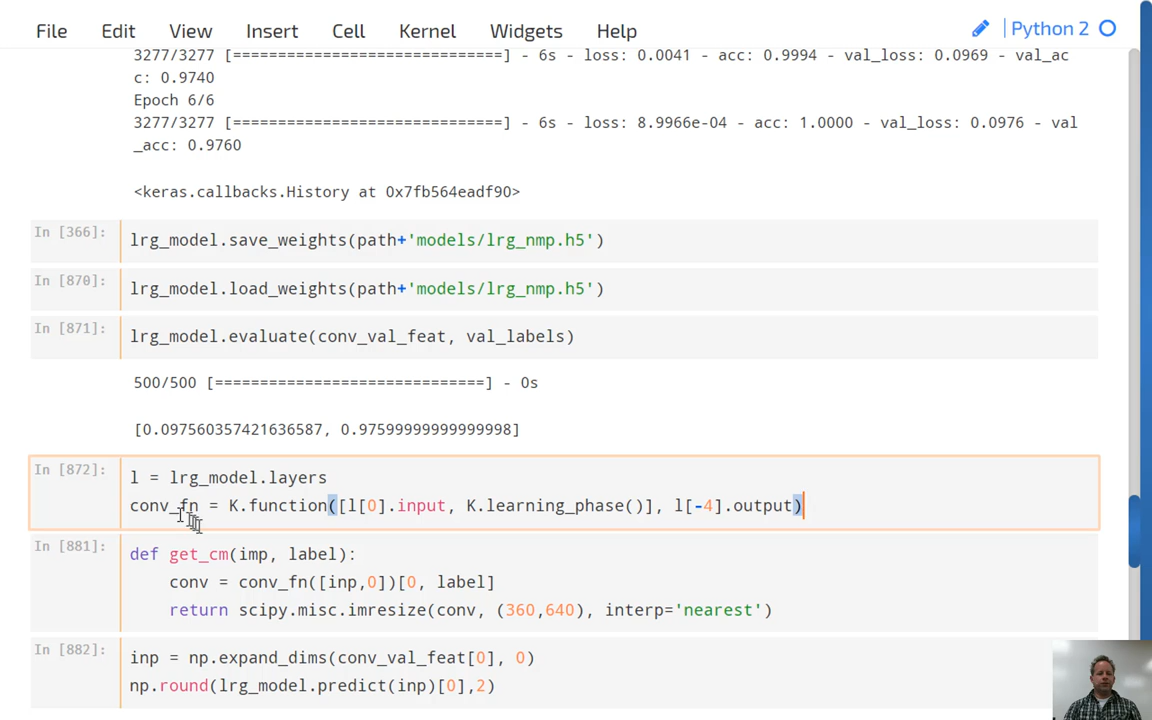 File Edit View Insert Cell Kernel Widgets Help Python 2
3277/3277 [==============================] - 6s - loss: 0.0041 - acc: 0.9994 - val_loss: 0.0969 - val_ac
c: 0.9740
Epoch 6/6
3277/3277 [==============================] - 6s - loss: 8.9966e-04 - acc: 1.0000 - val_loss: 0.0976 - val
_acc: 0.9760
<keras.callbacks.History at 0x7fb564eadf90>
In [366]: lrg_model.save_weights(path+'models/lrg_nmp.h5')
In [870]: lrg_model.load_weights(path+'models/lrg_nmp.h5')
In [871]: lrg_model.evaluate(conv_val_feat, val_labels)
500/500 [==============================] - 0s
[0.097560357421636587, 0.97599999999999998]
In [872]: l = lrg_model.layers
conv_fn = K.function([l[0].input, K.learning_phase()], l[-4].output)
In [881]: def get_cm(imp, label):
conv = conv_fn([inp,0])[0, label]
return scipy.misc.imresize(conv, (360,640), interp='nearest')
In [882]: inp = np.expand_dims(conv_val_feat[0], 0)
np.round(lrg_model.predict(inp)[0],2)